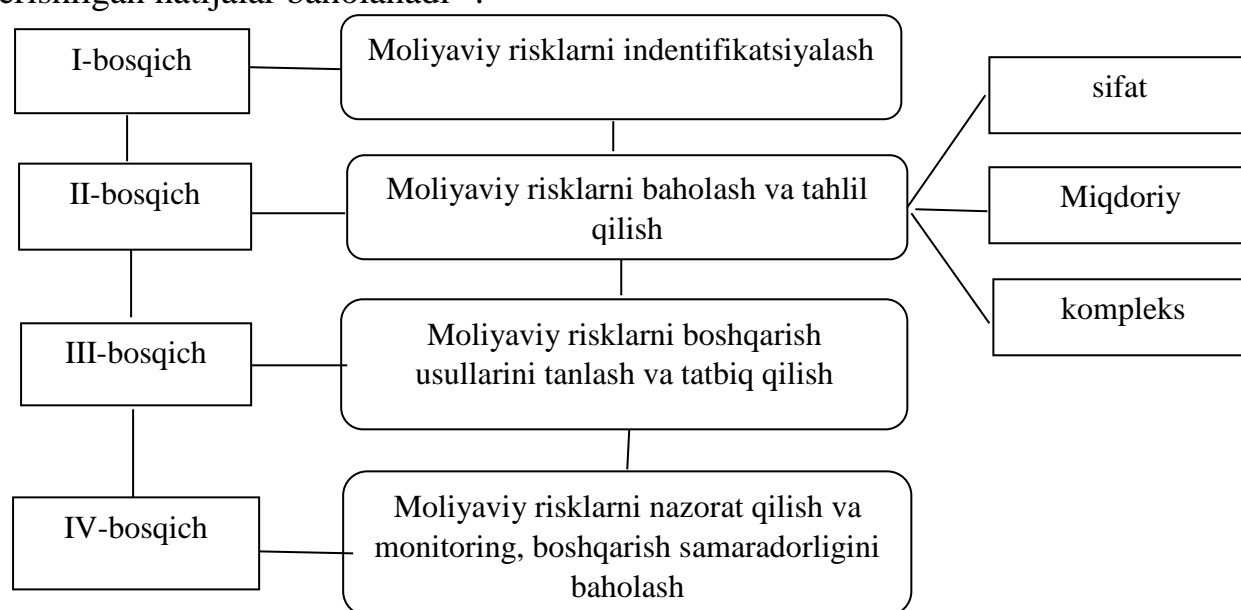 erishilgan natijalar baholanadi
I-bosqich
Moliyaviy risklarni indentifikatsiyalash
sifat
II-bosqich
Moliyaviy risklarni baholash va tahlil
qilish
Miqdoriy
kompleks
III-bosqich
Moliyaviy risklarni boshqarish
usullarini tanlash va tatbiq qilish
IV-bosqich
Moliyaviy risklarni nazorat qilish va
monitoring, boshqarish samaradorligini
baholash